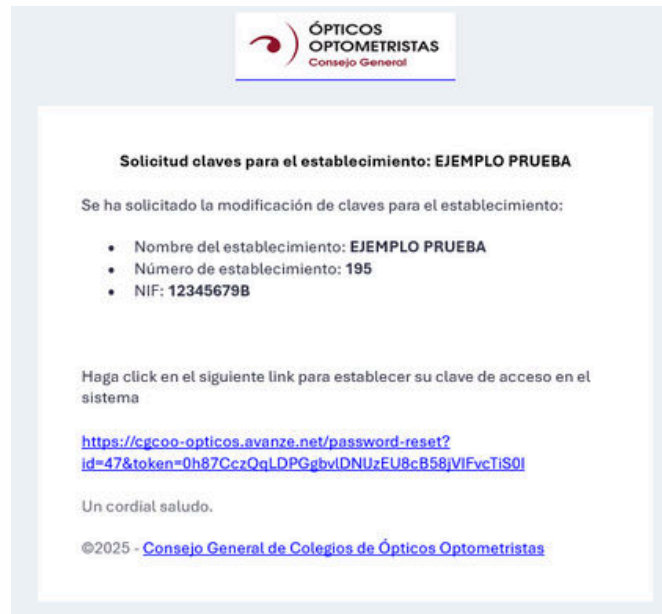 ÓPTICOS
OPTOMETRISTAS
Consejo General
Solicitud claves para el establecimiento: EJEMPLO PRUEBA
Se ha solicitado la modificación de claves para el establecimiento:
• Nombre del establecimiento: EJEMPLO PRUEBA
• Número de establecimiento: 195
• NIF: 12345679B
Haga click en el siguiente link para establecer su clave de acceso en el
sistema
https://cgcoo-opticos.avanze.net/password-reset?
id=47&token=0h87CczQqLDPGgbvlDNUzEU8cB58jVIFvcTiS0I
Un cordial saludo.
©2025 - Consejo General de Colegios de Ópticos Optometristas